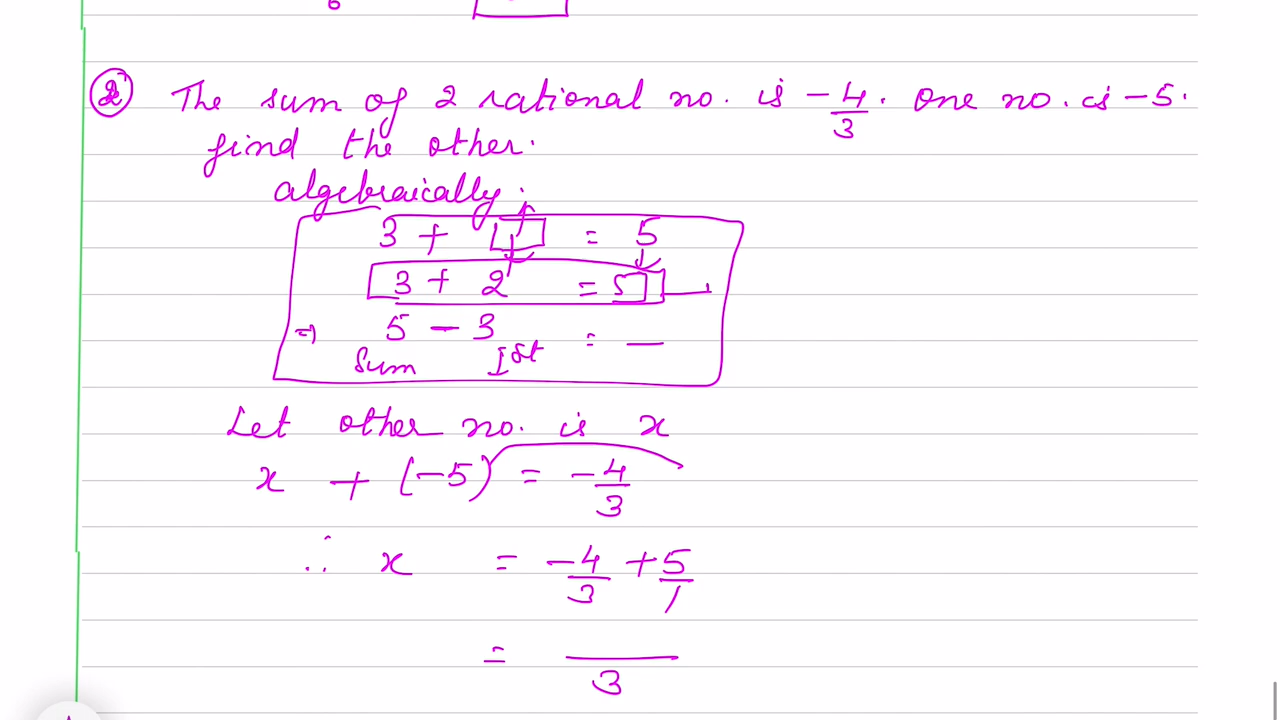 6
② The sum of 2 rational no. is -4/3. One no. is -5.
find the other.
algebraically.
3 + = 5
3 + 2 = 5
⇒ 5 - 3 = —
Sum Ist
Let other no. is x
x + (-5) = -4/3
∴ x = -4/3 + 5/1
= /3